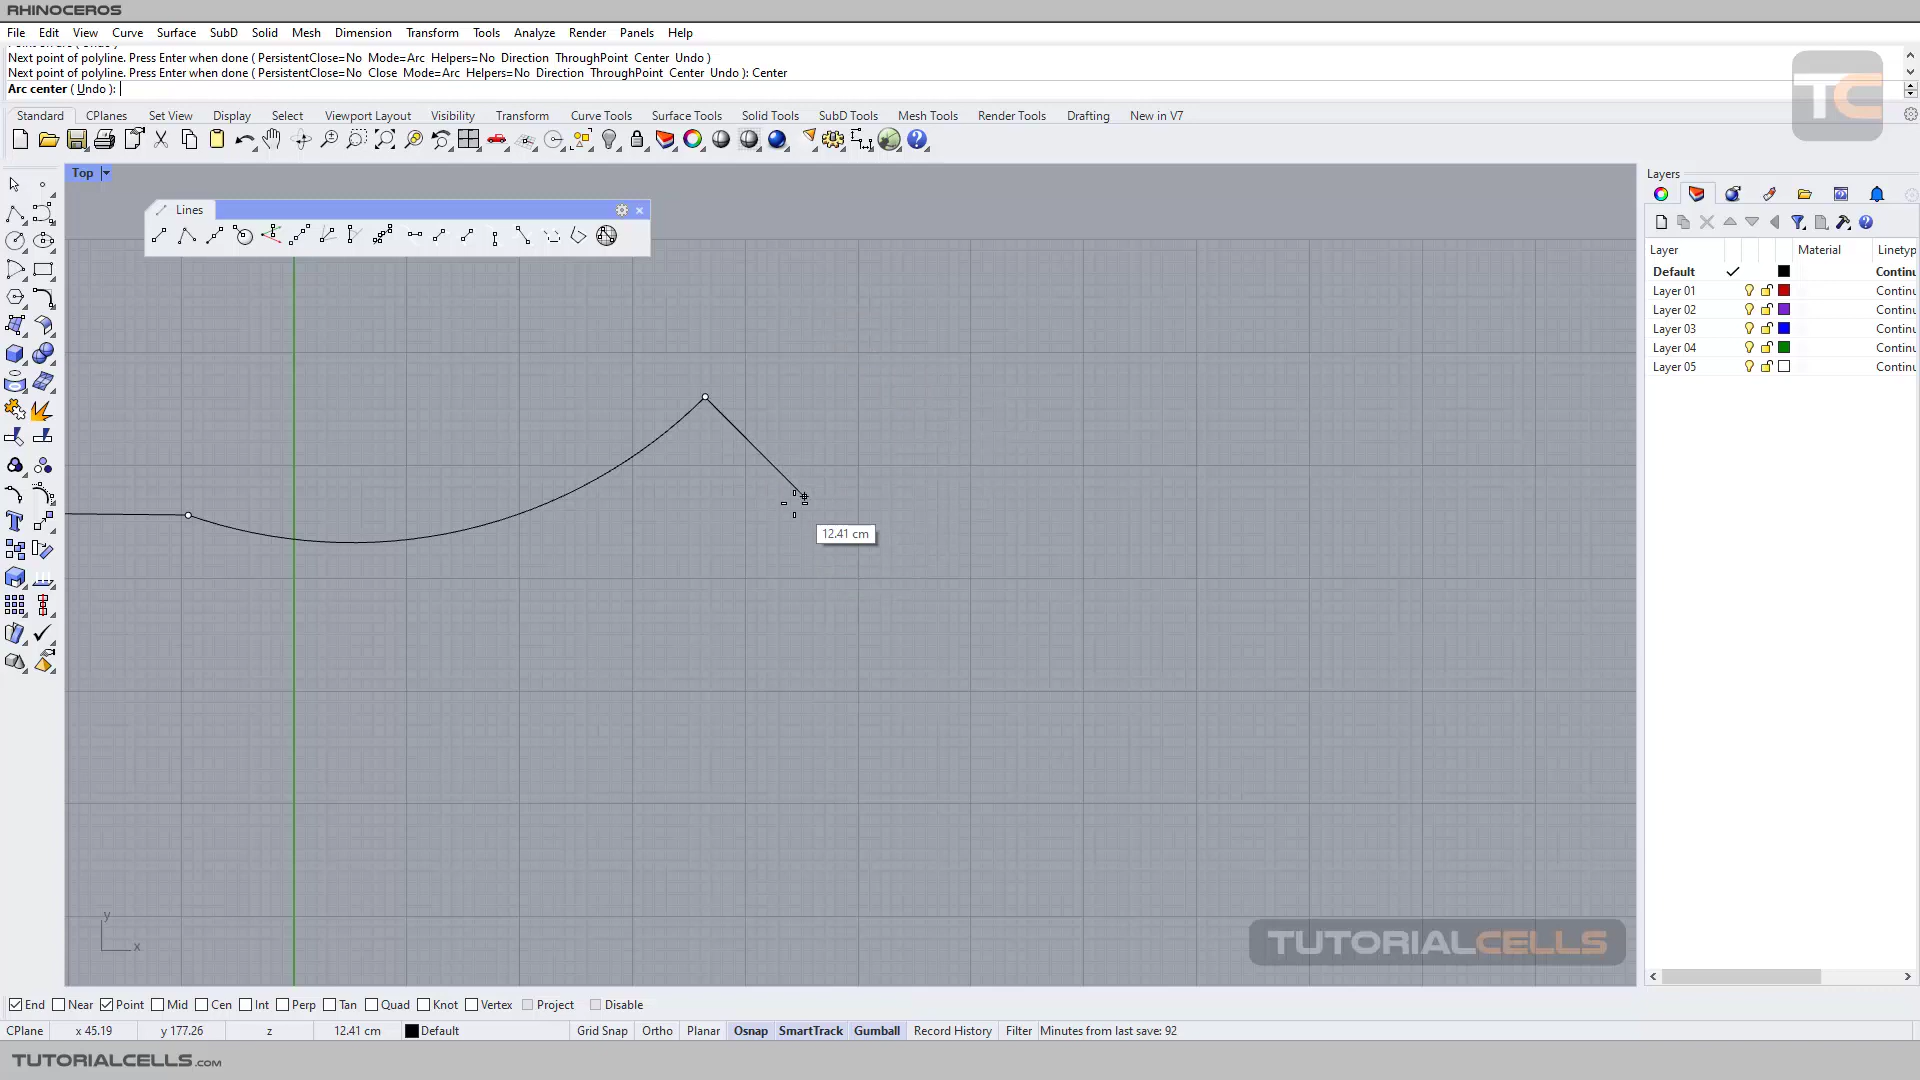 RHINOCEROS
File Edit View Curve Surface SubD Solid Mesh Dimension Transform Tools Analyze Render Panels Help
Next point of polyline. Press Enter when done ( PersistentClose=No Mode=Arc Helpers=No Direction ThroughPoint Center Undo )
Next point of polyline. Press Enter when done ( PersistentClose=No Close Mode=Arc Helpers=No Direction ThroughPoint Center Undo ): Center
Arc center ( Undo ):
TC
Standard CPlanes Set View Display Select Viewport Layout Visibility Transform Curve Tools Surface Tools Solid Tools SubD Tools Mesh Tools Render Tools Drafting New in V7
Top
Lines
Layers
Layer Material Linetyp
Default Continu
Layer 01 Continu
Layer 02 Continu
Layer 03 Continu
Layer 04 Continu
Layer 05 Continu
12.41 cm
y
x
TUTORIALCELLS
End Near Point Mid Cen Int Perp Tan Quad Knot Vertex Project Disable
CPlane x 45.19 y 177.26 z 12.41 cm Default Grid Snap Ortho Planar Osnap SmartTrack Gumball Record History Filter Minutes from last save: 92
TUTORIALCELLS.COM